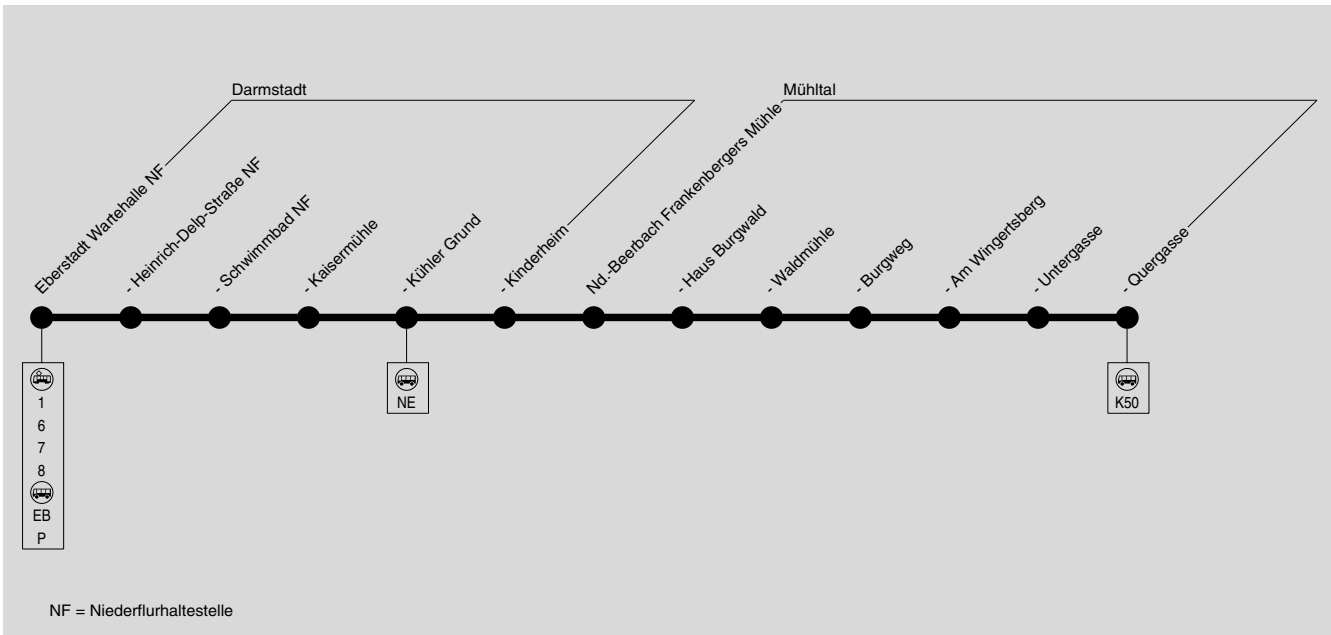 Darmstadt
Mühltal
Eberstadt Wartehalle NF
- Heinrich-Delp-Straße NF
- Schwimmbad NF
- Kaisermühle
- Kühler Grund
- Kinderheim
Nd.-Beerbach Frankenbergers Mühle
- Haus Burgwald
- Waldmühle
- Burgweg
- Am Wingertsberg
- Untergasse
- Quergasse
1
6
7
8
EB
P
NE
K50
NF = Niederflurhaltestelle